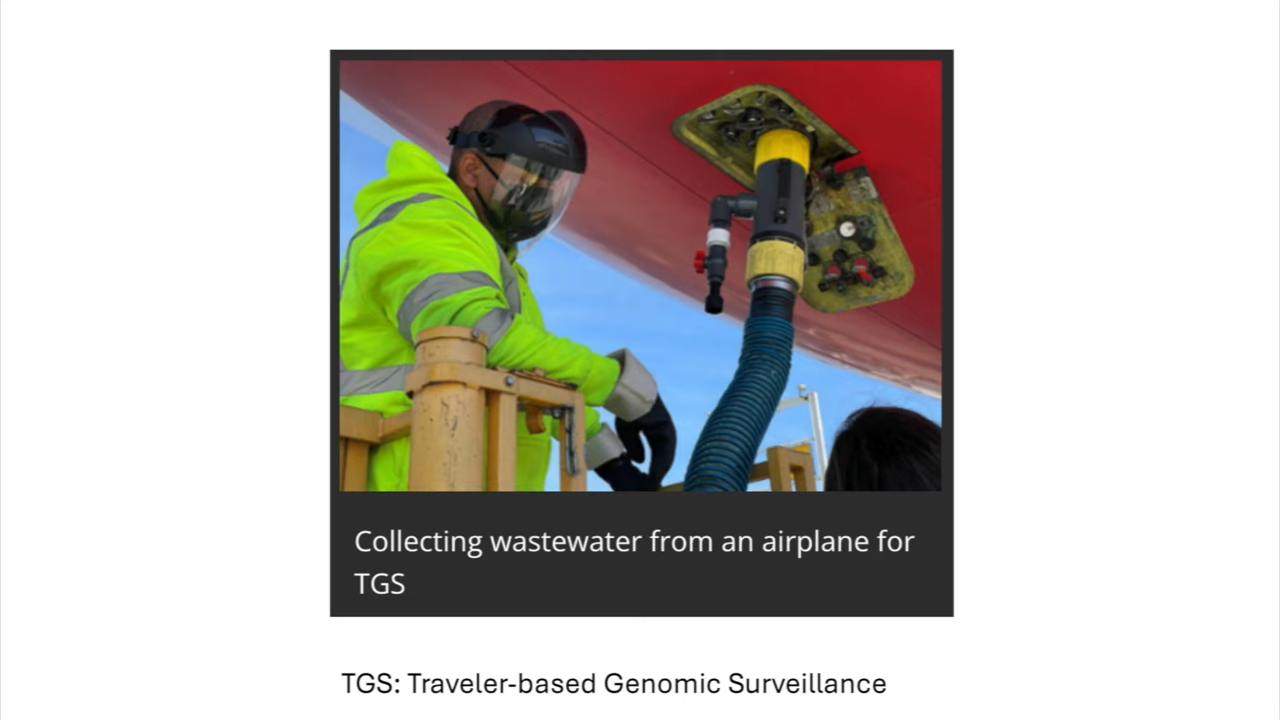 Collecting wastewater from an airplane for
TGS
TGS: Traveler-based Genomic Surveillance